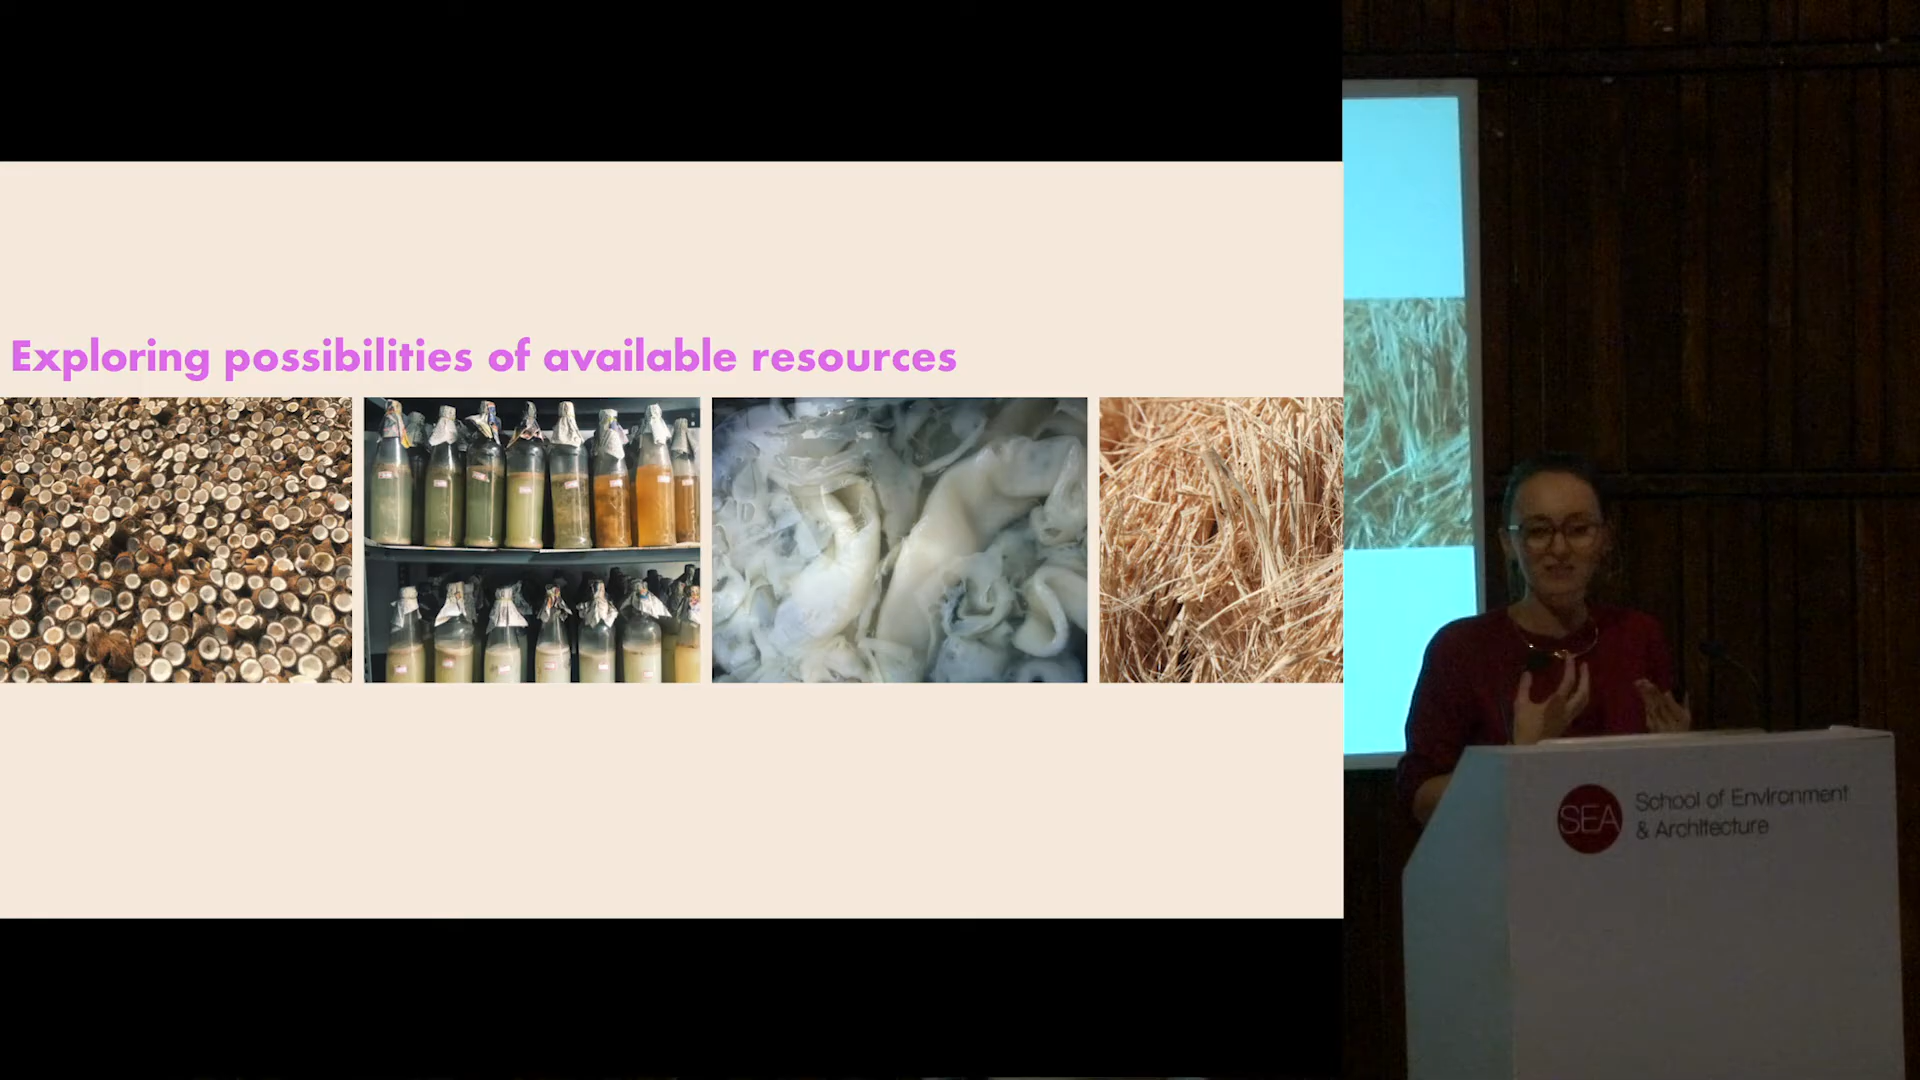 Exploring possibilities of available resources
SEA
School of Environment
& Architecture